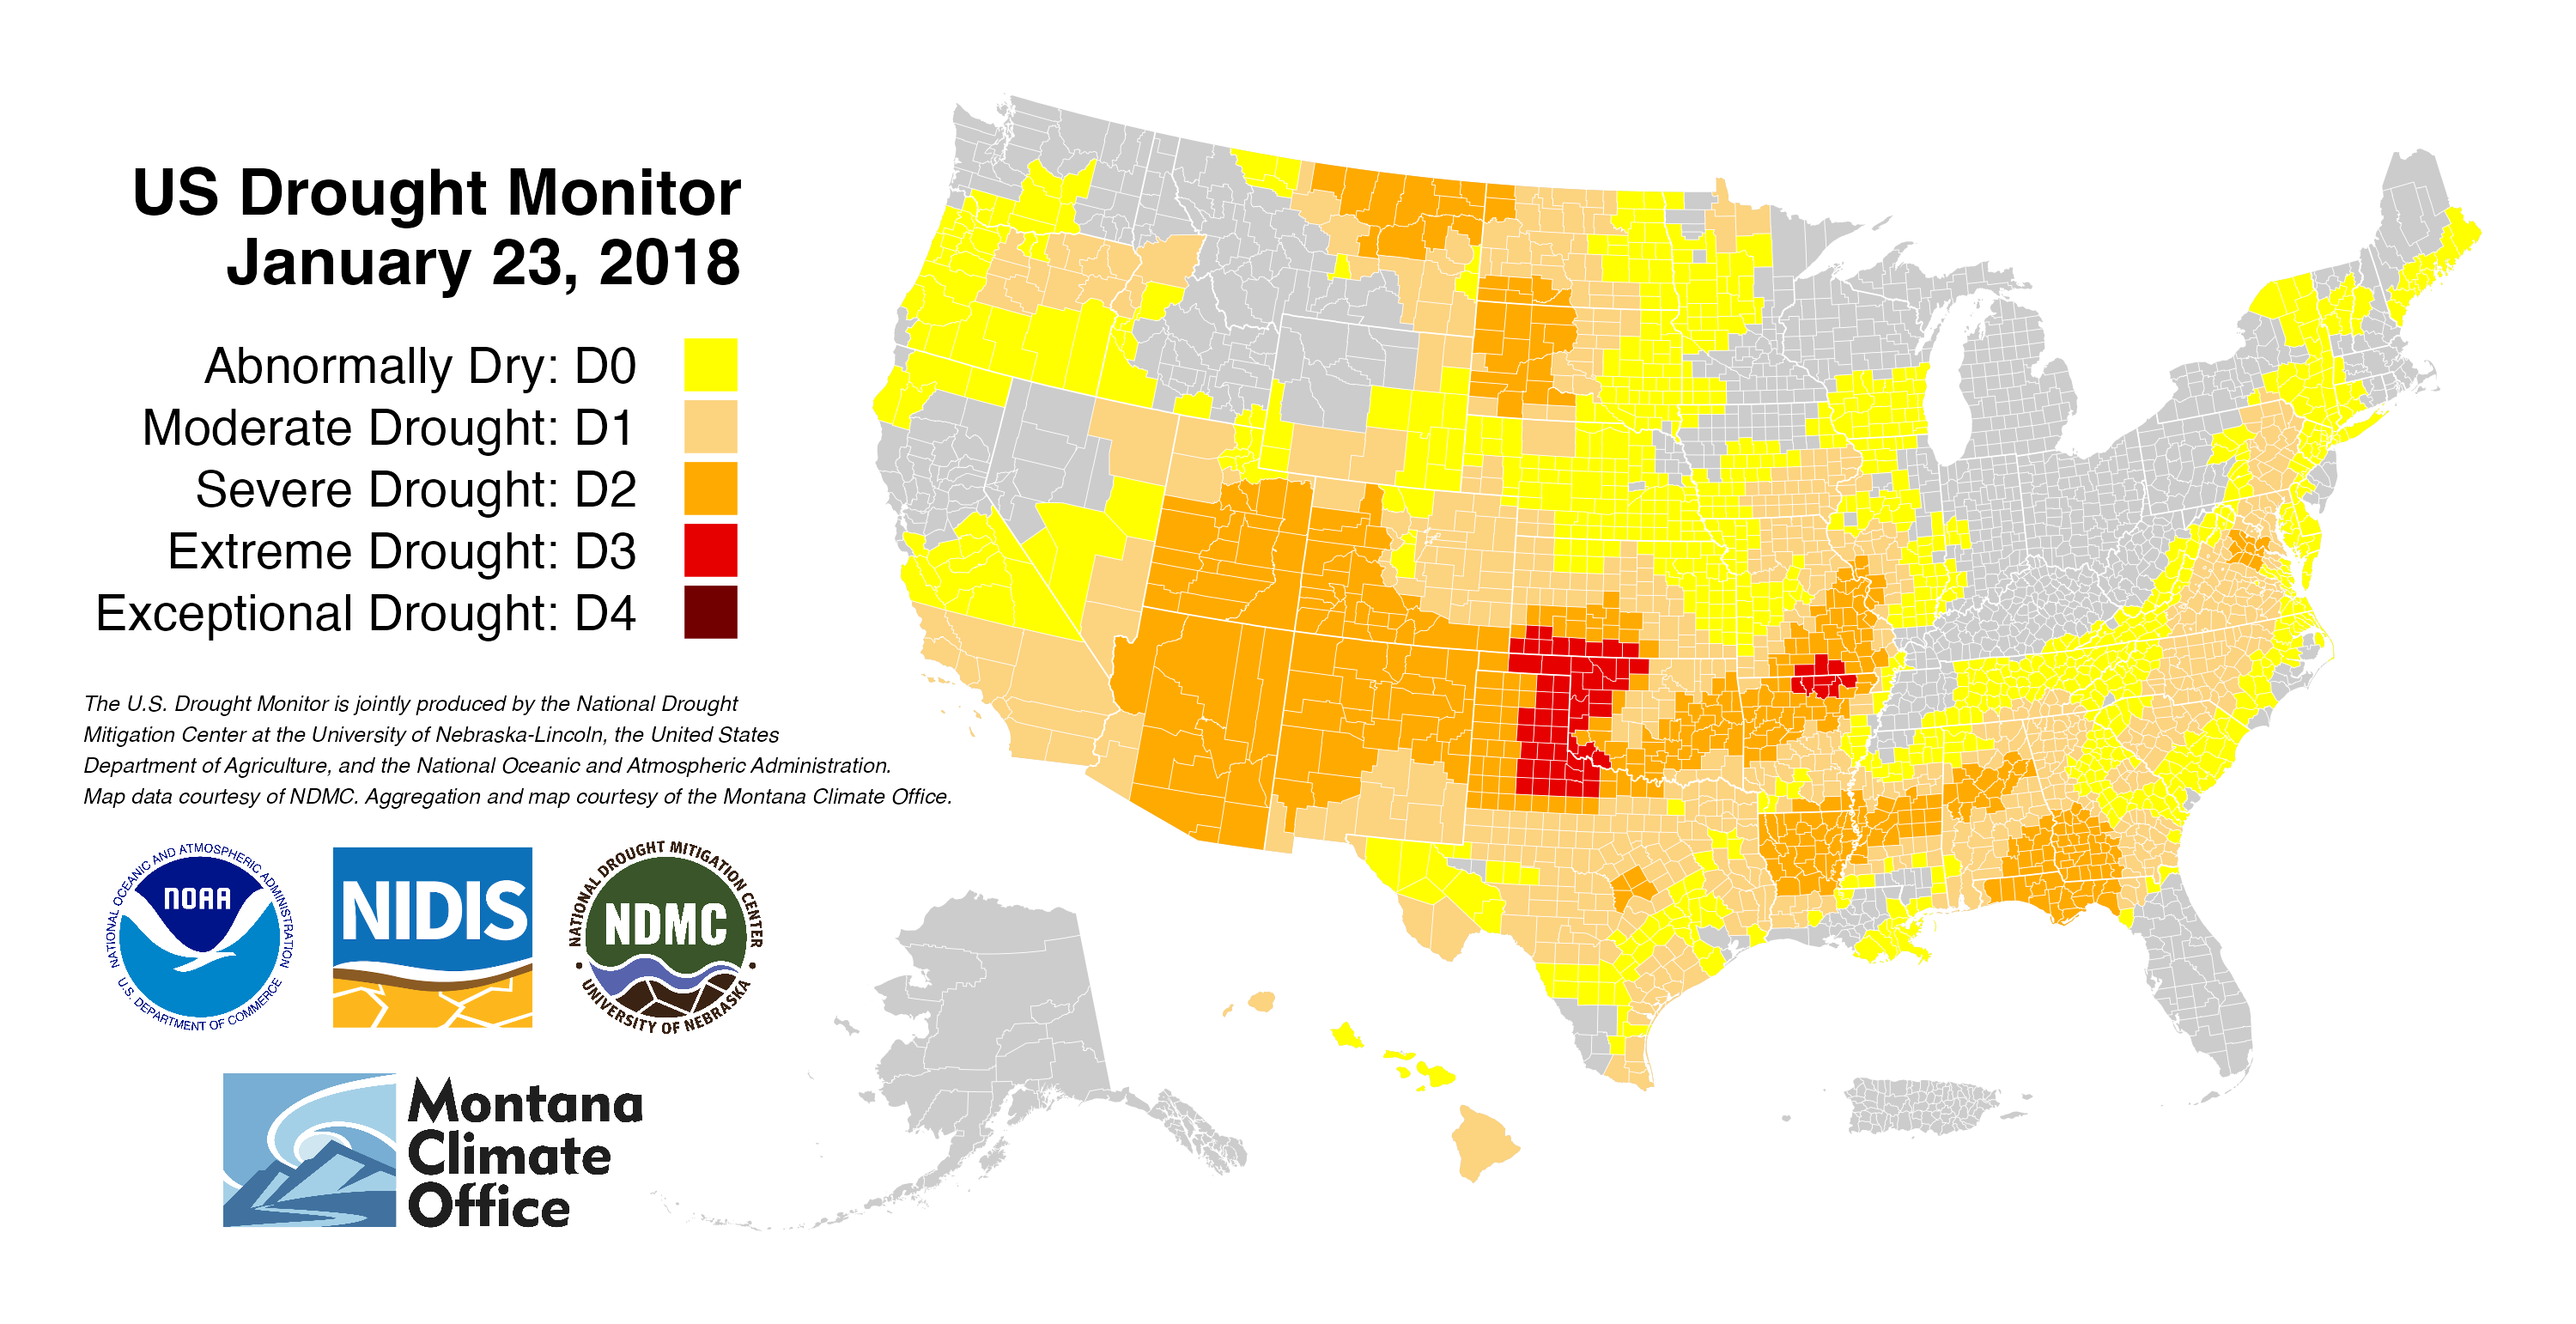 US Drought Monitor
January 23, 2018
Abnormally Dry: D0
Moderate Drought: D1
Severe Drought: D2
Extreme Drought: D3
Exceptional Drought: D4
The U.S. Drought Monitor is jointly produced by the National Drought
Mitigation Center at the University of Nebraska-Lincoln, the United States
Department of Agriculture, and the National Oceanic and Atmospheric Administration.
Map data courtesy of NDMC. Aggregation and map courtesy of the Montana Climate Office.
NATIONAL OCEANIC AND ATMOSPHERIC ADMINISTRATION
NOAA
U.S. DEPARTMENT OF COMMERCE
NIDIS
NATIONAL DROUGHT MITIGATION CENTER
NDMC
UNIVERSITY OF NEBRASKA
Montana
Climate
Office